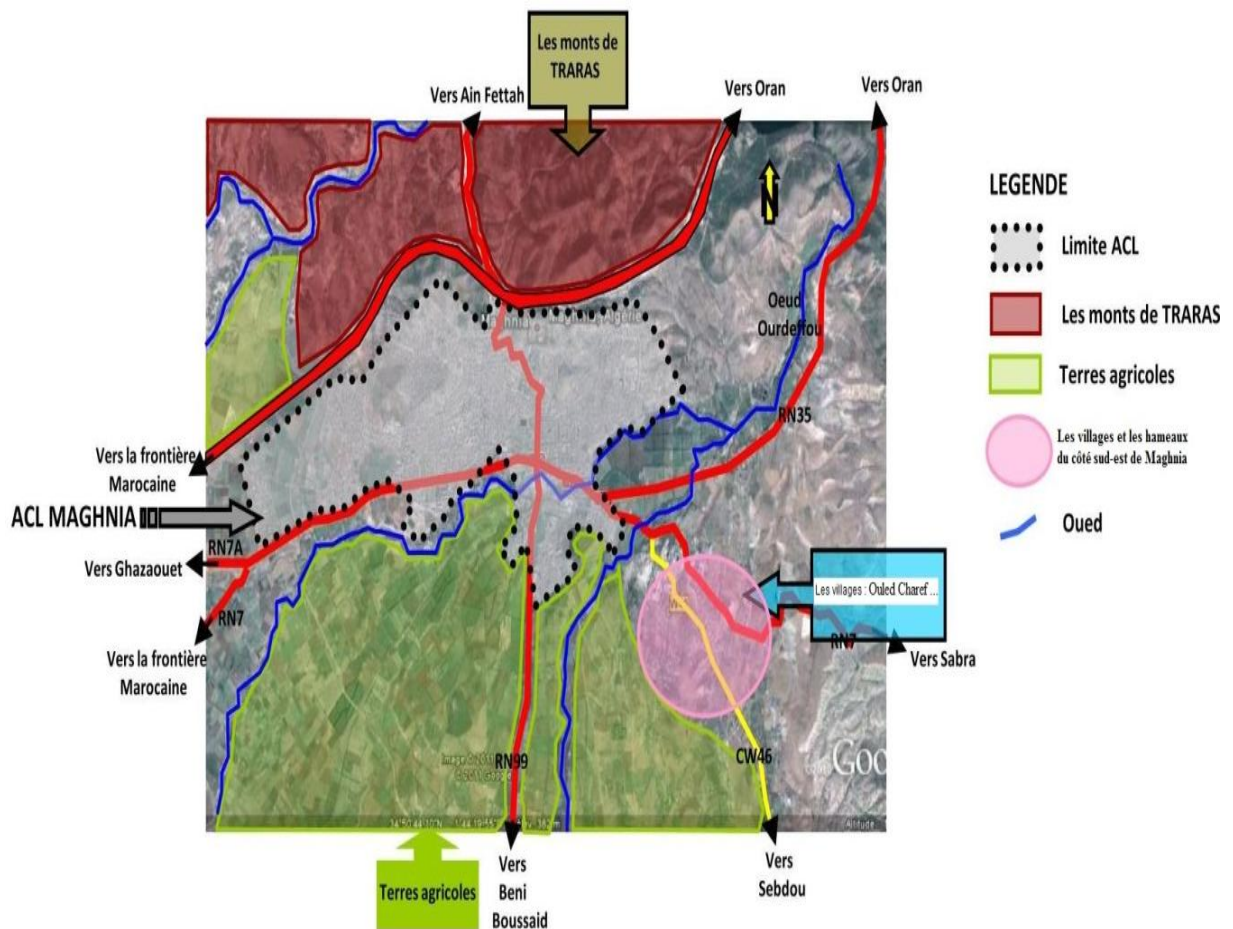 Les monts de
TRARAS
Vers Ain Fettah
Vers Oran
Vers Oran
N
LEGENDE
Limite ACL
Les monts de TRARAS
Terres agricoles
Les villages et les hameaux
du côté sud-est de Maghnia
Oued
Oeud
Ourdeffou
Maghnia
RN35
Vers la frontière
Marocaine
ACL MAGHNIA
RN7A
Vers Ghazaouet
RN7
Vers la frontière
Marocaine
Les villages : Ouled Charef ...
RN7
Vers Sabra
RN99
CW46
Goo
Altitude
Terres agricoles
Vers
Beni
Boussaid
Vers
Sebdou